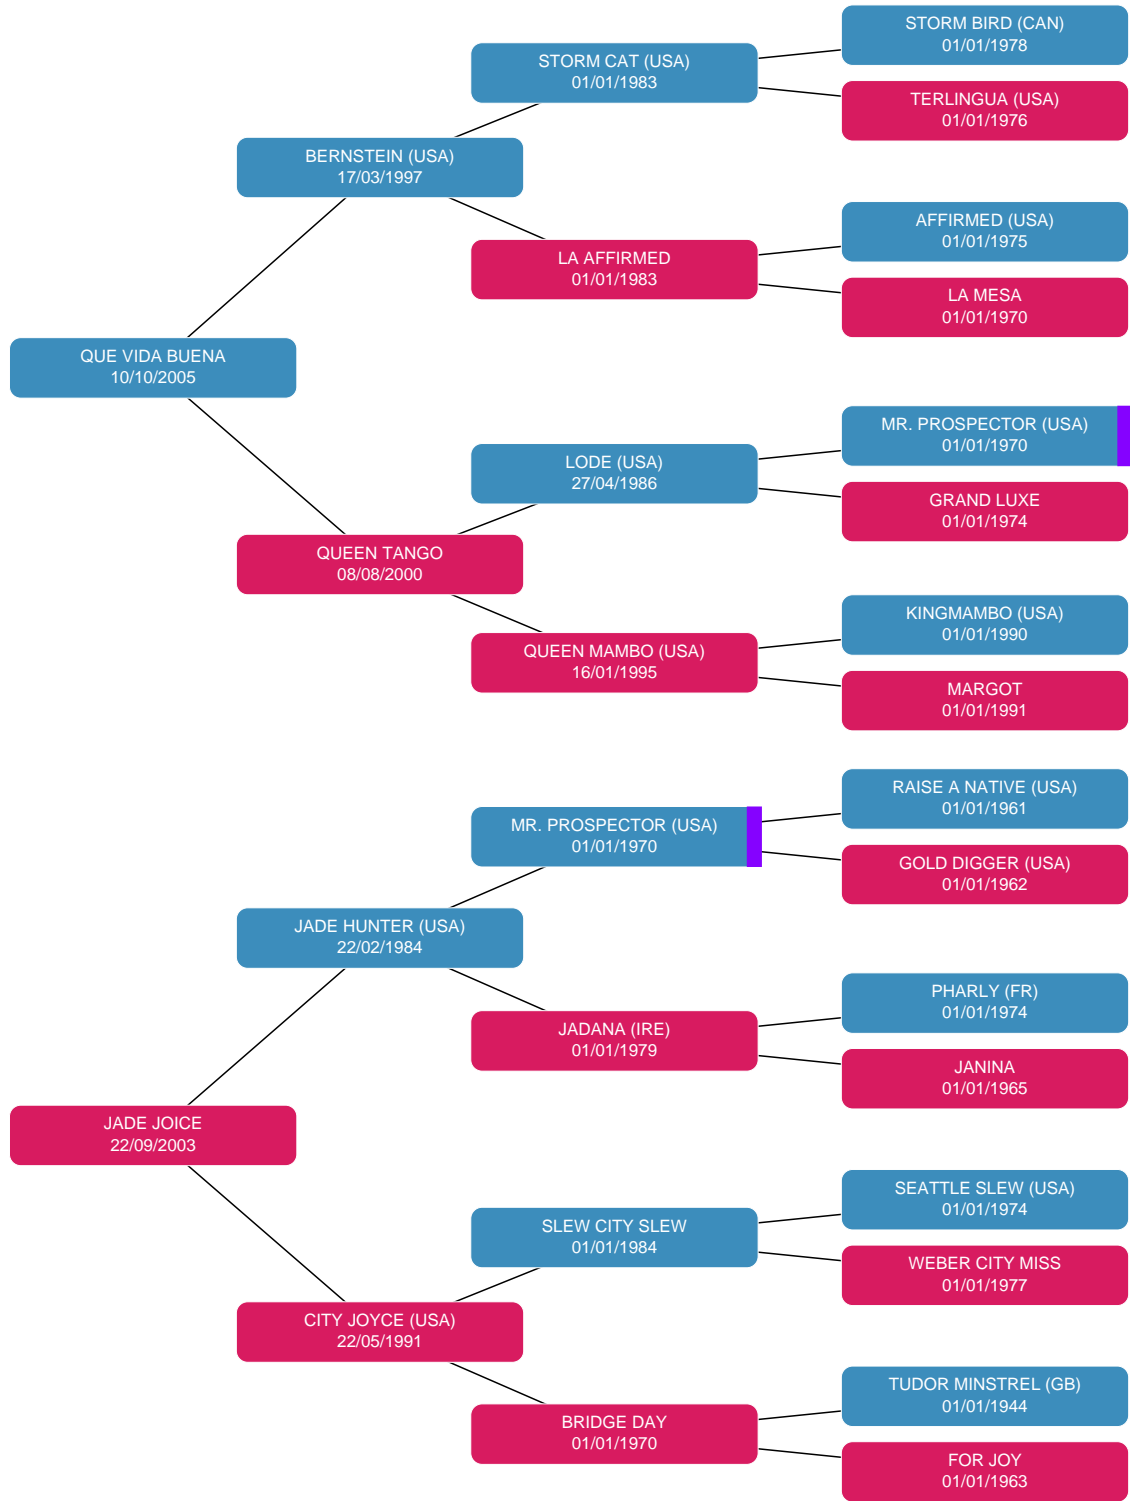 STORM BIRD (CAN)
01/01/1978
STORM CAT (USA)
01/01/1983
TERLINGUA (USA)
01/01/1976
BERNSTEIN (USA)
17/03/1997
AFFIRMED (USA)
01/01/1975
LA AFFIRMED
01/01/1983
LA MESA
01/01/1970
QUE VIDA BUENA
10/10/2005
MR. PROSPECTOR (USA)
01/01/1970
LODE (USA)
27/04/1986
GRAND LUXE
01/01/1974
QUEEN TANGO
08/08/2000
KINGMAMBO (USA)
01/01/1990
QUEEN MAMBO (USA)
16/01/1995
MARGOT
01/01/1991
RAISE A NATIVE (USA)
01/01/1961
MR. PROSPECTOR (USA)
01/01/1970
GOLD DIGGER (USA)
01/01/1962
JADE HUNTER (USA)
22/02/1984
PHARLY (FR)
01/01/1974
JADANA (IRE)
01/01/1979
JANINA
01/01/1965
JADE JOICE
22/09/2003
SEATTLE SLEW (USA)
01/01/1974
SLEW CITY SLEW
01/01/1984
WEBER CITY MISS
01/01/1977
CITY JOYCE (USA)
22/05/1991
TUDOR MINSTREL (GB)
01/01/1944
BRIDGE DAY
01/01/1970
FOR JOY
01/01/1963